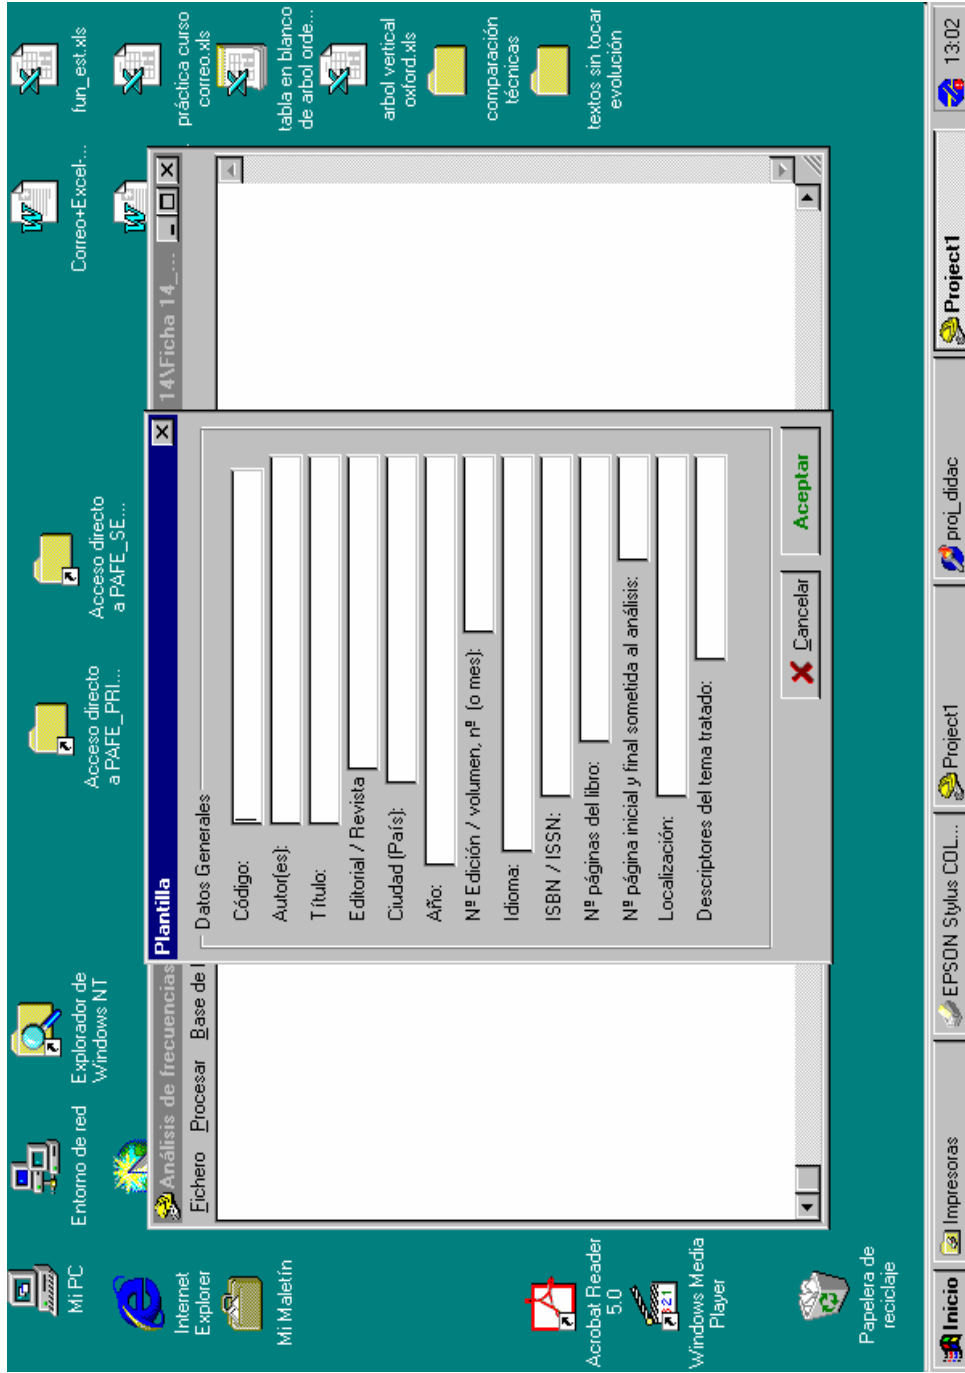 Mi PC
Entorno de red
Explorador de
Windows NT
Acceso directo
a PAFE_PRI...
Acceso directo
a PAFE_SE...
Correo+Excel-...
fun_est.xls
Internet
Explorer
práctica curso
correo.xls
Mi Maletín
tabla en blanco
de arbol orde...
arbol vertical
oxford.xls
comparación
técnicas
textos sin tocar
evolución
Acrobat Reader
5.0
Windows Media
Player
Papelera de
reciclaje
Análisis de frecuencias
14\Ficha 14_...
Fichero Procesar Base de
Plantilla
Datos Generales
Código:
Autor(es):
Título:
Editorial / Revista
Ciudad (País):
Año:
Nº Edición / volumen, nº (o mes):
Idioma:
ISBN / ISSN:
Nº páginas del libro:
Nº página inicial y final sometida al análisis:
Localización:
Descriptores del tema tratado:
Cancelar
Aceptar
Inicio
Impresoras
EPSON Stylus COL...
Project1
proj_didac
Project1
13:02